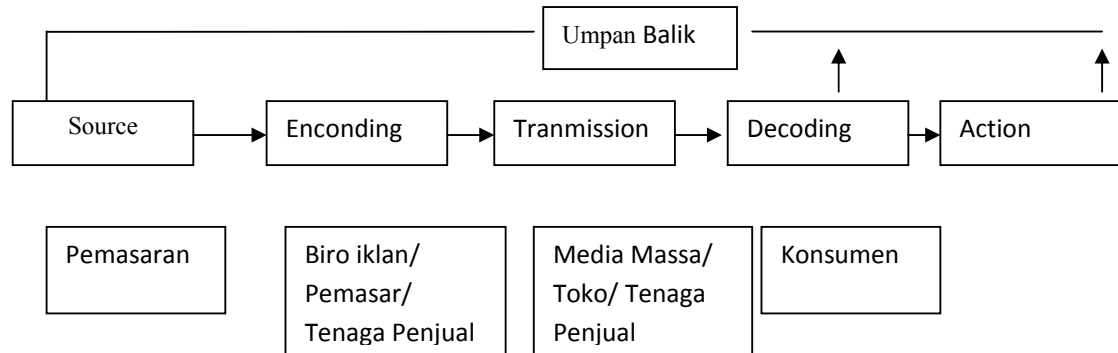 Umpan Balik
Source
Enconding
Tranmission
Decoding
Action
Pemasaran
Biro iklan/
Pemasar/
Tenaga Penjual
Media Massa/
Toko/ Tenaga
Penjual
Konsumen